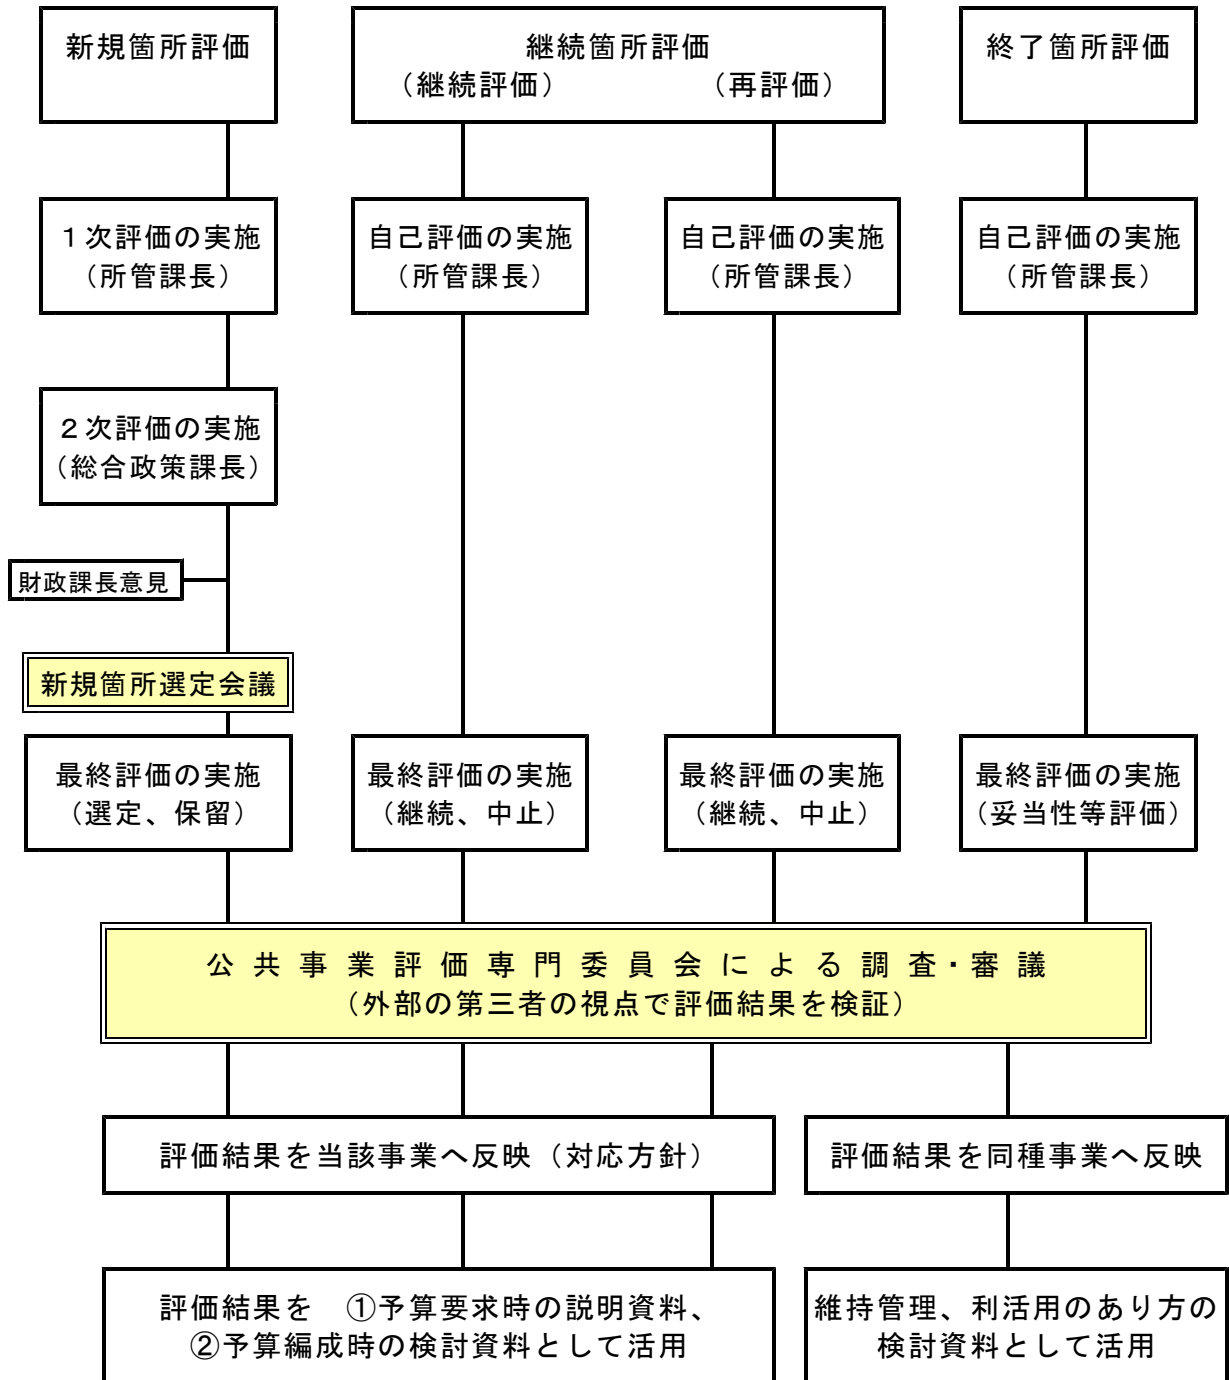 新規箇所評価
継続箇所評価
（継続評価）　　　　　（再評価）
終了箇所評価
１次評価の実施
（所管課長）
自己評価の実施
（所管課長）
自己評価の実施
（所管課長）
自己評価の実施
（所管課長）
２次評価の実施
（総合政策課長）
財政課長意見
新規箇所選定会議
最終評価の実施
（選定、保留）
最終評価の実施
（継続、中止）
最終評価の実施
（継続、中止）
最終評価の実施
（妥当性等評価）
公共事業評価専門委員会による調査・審議
（外部の第三者の視点で評価結果を検証）
評価結果を当該事業へ反映（対応方針）
評価結果を同種事業へ反映
評価結果を　①予算要求時の説明資料、
②予算編成時の検討資料として活用
維持管理、利活用のあり方の
検討資料として活用